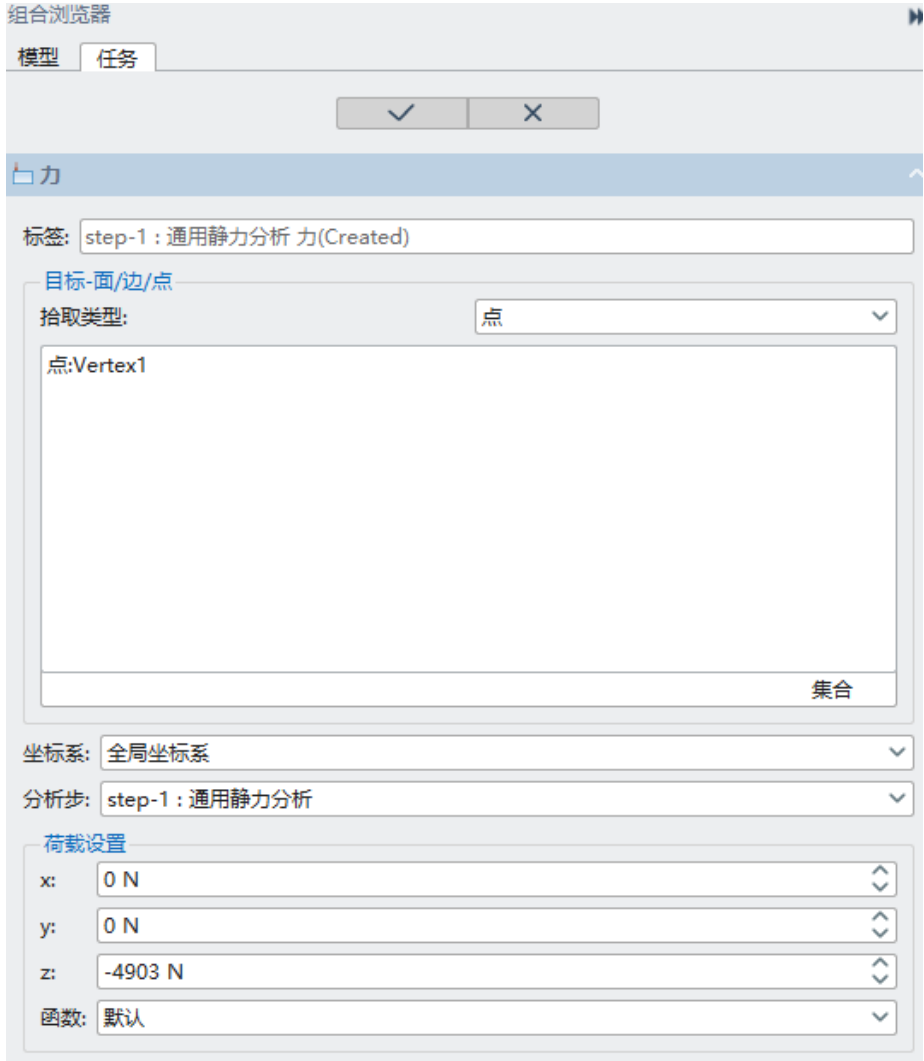 组合浏览器
模型 任务
力
标签: step-1 : 通用静力分析 力(Created)
目标-面/边/点
拾取类型: 点
点:Vertex1
集合
坐标系: 全局坐标系
分析步: step-1 : 通用静力分析
荷载设置
x: 0 N
y: 0 N
z: -4903 N
函数: 默认